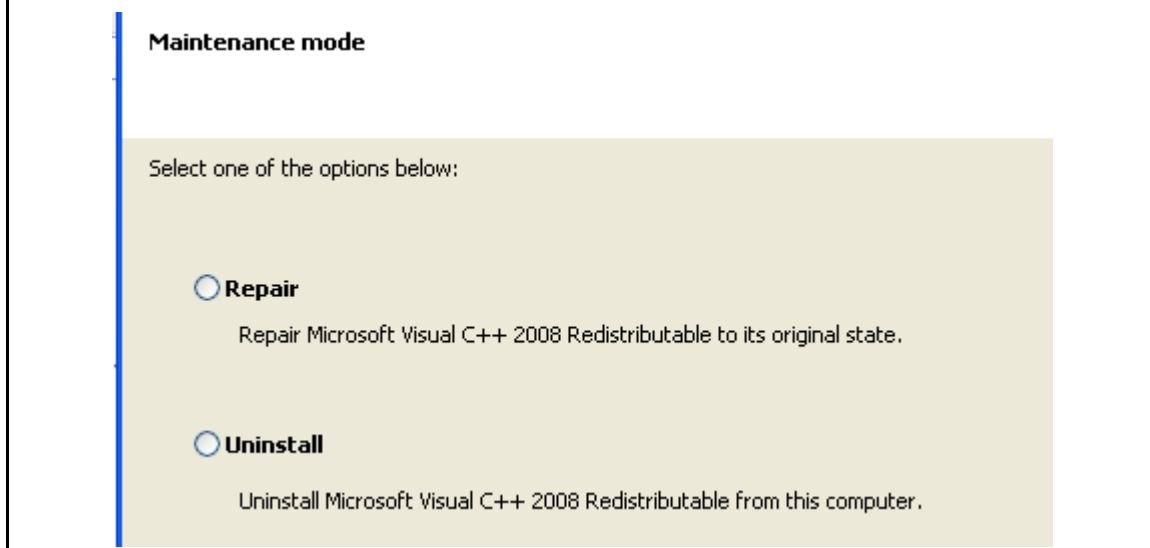 Maintenance mode
Select one of the options below:
Repair
Repair Microsoft Visual C++ 2008 Redistributable to its original state.
Uninstall
Uninstall Microsoft Visual C++ 2008 Redistributable from this computer.